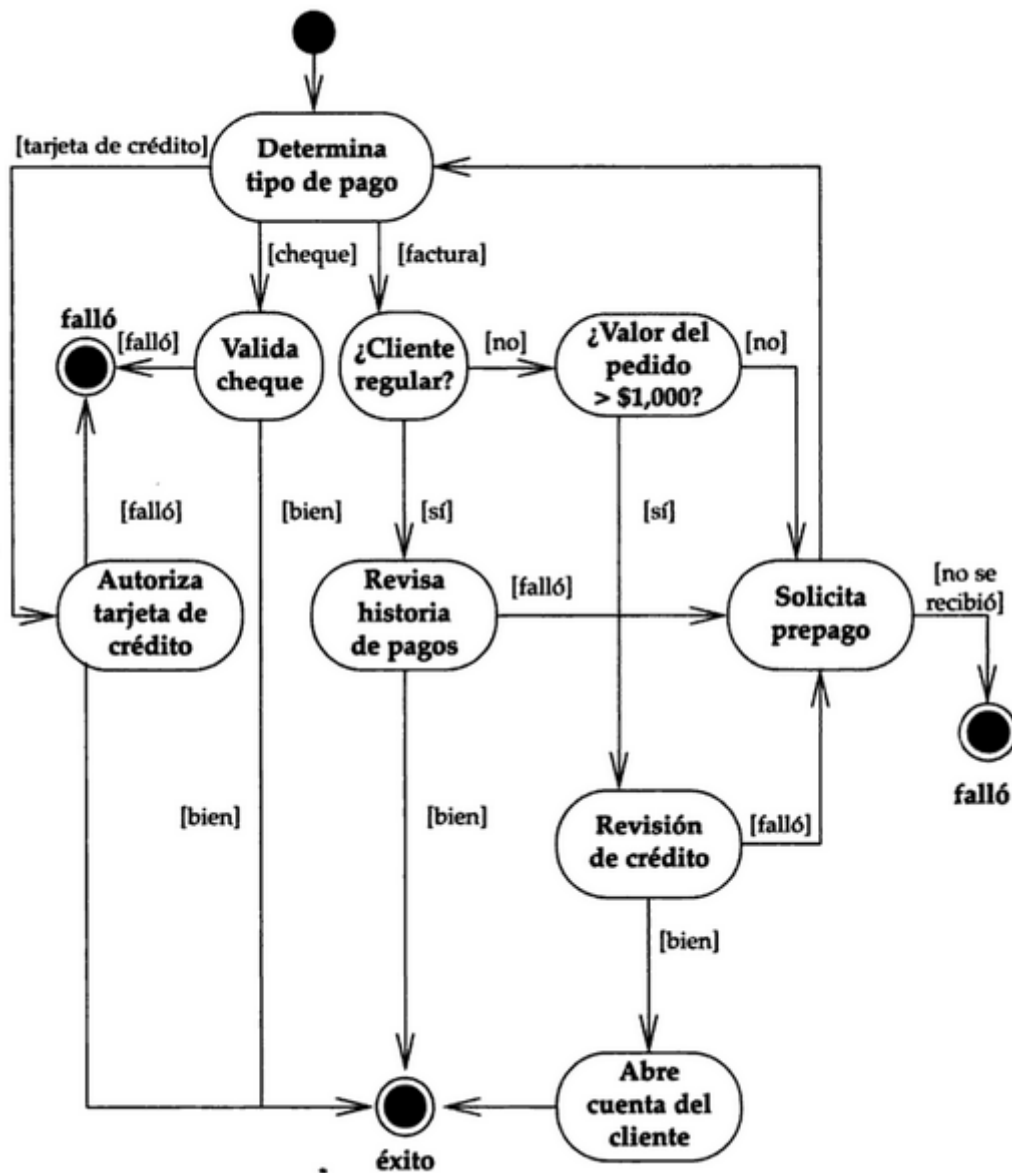 [tarjeta de crédito]
Determina
tipo de pago
[cheque]
[factura]
falló
[falló]
Valida
cheque
¿Cliente
regular?
[no]
¿Valor del
pedido
> $1,000?
[no]
[falló]
[bien]
[sí]
[sí]
Autoriza
tarjeta de
crédito
Revisa
historia
de pagos
[falló]
Solicita
prepago
[no se
recibió]
falló
[bien]
[bien]
Revisión
de crédito
[falló]
[bien]
Abre
cuenta del
cliente
éxito